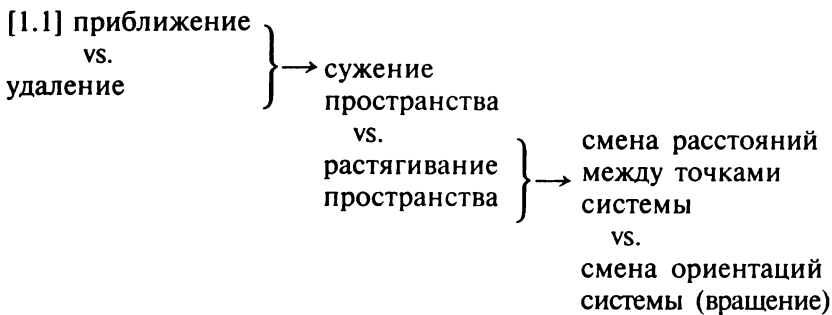 [1.1] приближение
vs.
удаление
сужение
пространства
vs.
растягивание
пространства
смена расстояний
между точками
системы
vs.
смена ориентаций
системы (вращение)